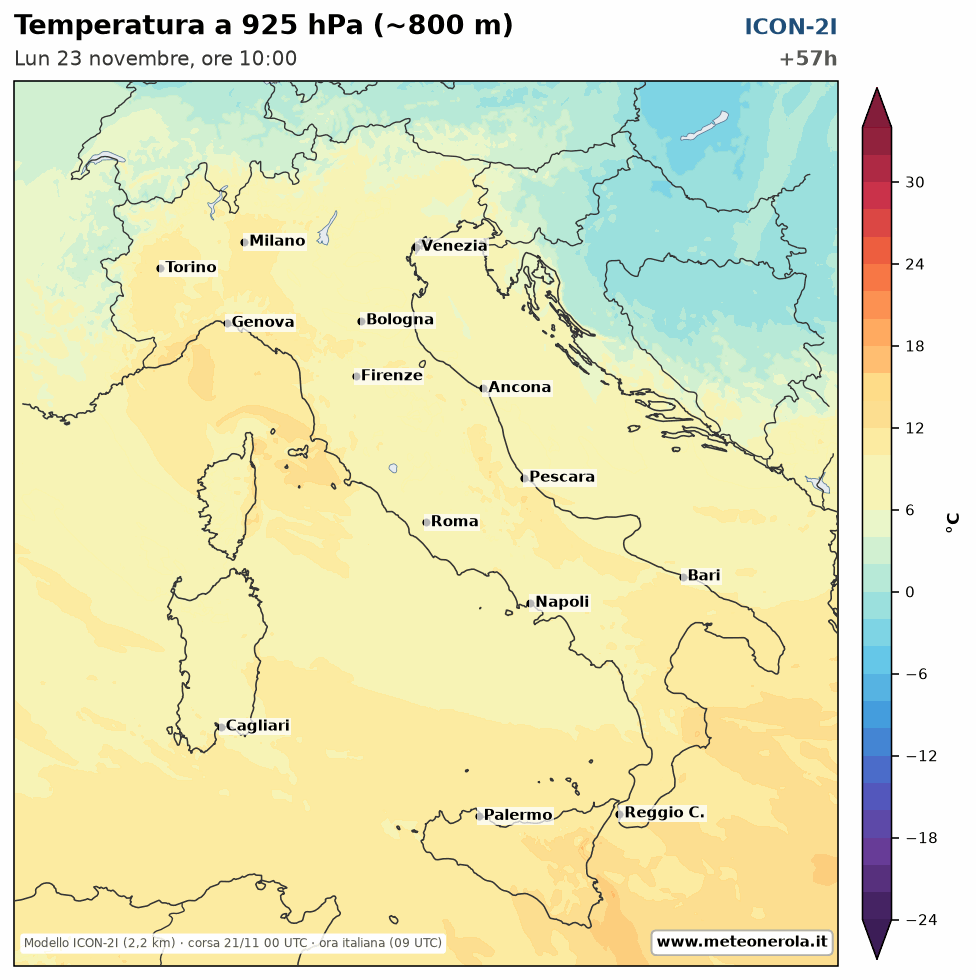 Temperatura a 925 hPa (~800 m)
ICON-2I
Lun 23 novembre, ore 10:00
+57h
Milano
Venezia
Torino
Genova
Bologna
Firenze
Ancona
Pescara
Roma
Bari
Napoli
Cagliari
Palermo
Reggio C.
30
24
18
12
6
0
−6
−12
−18
−24
°C
Modello ICON-2I (2,2 km) · corsa 21/11 00 UTC · ora italiana (09 UTC)
www.meteonerola.it